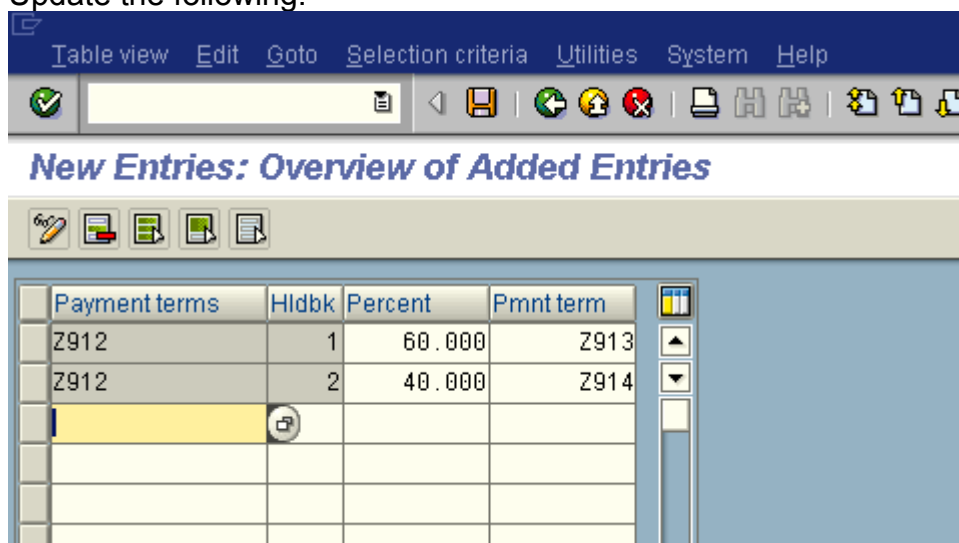 Update the following:
Table view Edit Goto Selection criteria Utilities System Help
New Entries: Overview of Added Entries
Payment terms Hldbk Percent Pmnt term
Z912 1 60.000 Z913
Z912 2 40.000 Z914